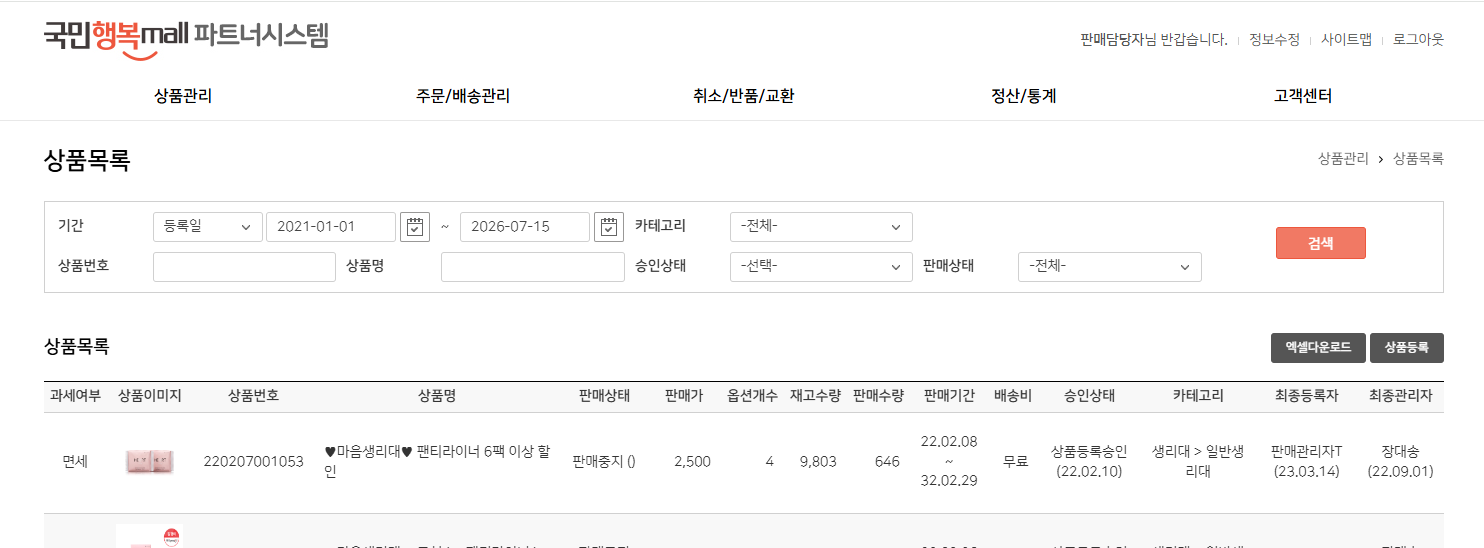 국민행복mall 파트너시스템
판매담당자님 반갑습니다. 정보수정 사이트맵 로그아웃
상품관리 주문/배송관리 취소/반품/교환 정산/통계 고객센터
상품목록
상품관리 > 상품목록
기간 등록일 2021-01-01 ~ 2026-07-15 카테고리 -전체-
검색
상품번호 상품명 승인상태 -선택- 판매상태 -전체-
상품목록
엑셀다운로드 상품등록
과세여부 상품이미지 상품번호 상품명 판매상태 판매가 옵션개수 재고수량 판매수량 판매기간 배송비 승인상태 카테고리 최종등록자 최종관리자
면세 220207001053 ♥마음생리대♥ 팬티라이너 6팩 이상 할
인
판매중지 () 2,500 4 9,803 646
22.02.08
~
32.02.29
무료
상품등록승인
(22.02.10)
생리대 > 일반생
리대
판매관리자T
(23.03.14)
장대송
(22.09.01)